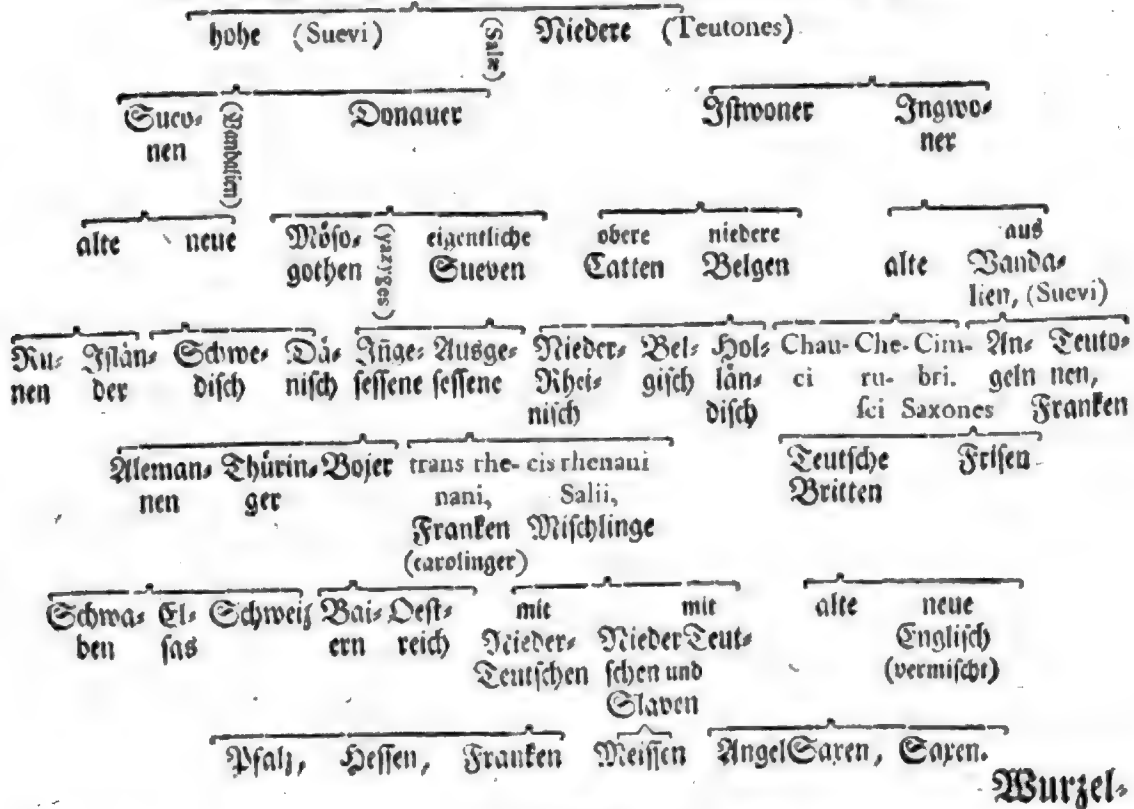 hohe (Suevi) (Salæ) Niedere (Teutones)
Suevo- Donauer Istwoner Ingwo-
nen (Vandalien) ner
alte neue Möso- (yazyges) eigentliche obere niedere alte aus
gothen Sueven Catten Belgen Vanda-
lien, (Suevi)
Ru- Islän- Schwe- Dä- Inge- Ausge- Nieder- Bel- Hol- Chau- Che- Cim- An- Teuto-
nen der disch nisch sessene sessene Rhei- gisch län- ci ru- bri. geln nen,
nisch disch sci Saxones Franken
Aleman- Thürin- Bojer trans rhe- cis rhenani Teutsche Frisen
nen ger nani, Salii, Britten
Franken Mischlinge
(carolinger)
Schwa- El- Schweiz Bai- Oest- mit mit alte neue
ben sas ern reich Nieder- Nieder Teut- Englisch
Teutschen schen und (vermischt)
Slaven
Pfalz, Hessen, Franken Meissen AngelSaxen, Saxen.
Wurzel-